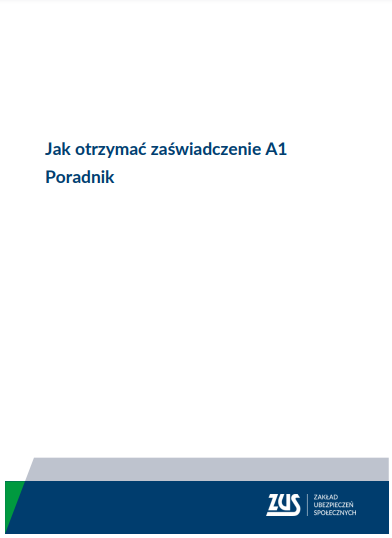 Jak otrzymać zaświadczenie A1
Poradnik
ZUS
ZAKŁAD
UBEZPIECZEŃ
SPOŁECZNYCH